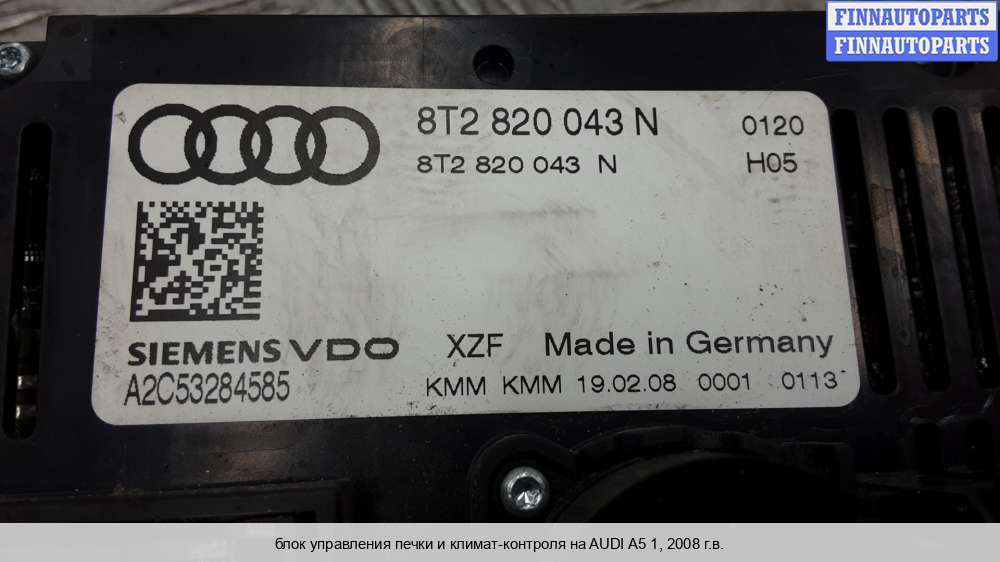 FINNAUTOPARTS
FINNAUTOPARTS
8T2 820 043 N 0120
8T2 820 043 N H05
SIEMENS VDO XZF Made in Germany
A2C53284585 KMM KMM 19.02.08 0001 0113
блок управления печки и климат-контроля на AUDI A5 1, 2008 г.в.